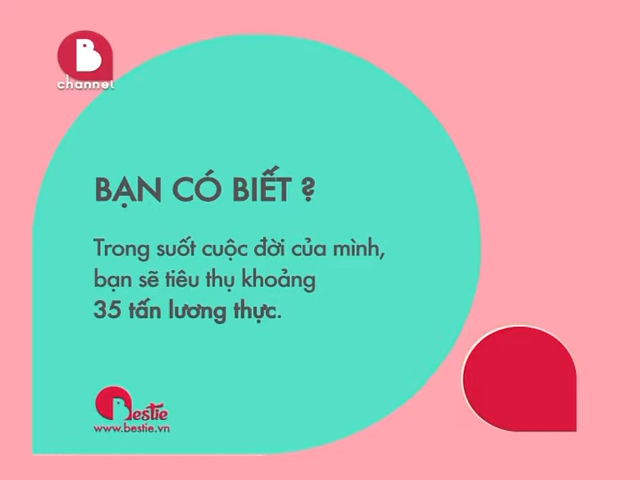 B
channel
BẠN CÓ BIẾT ?
Trong suốt cuộc đời của mình,
bạn sẽ tiêu thụ khoảng
35 tấn lương thực.
Bestie
www.bestie.vn